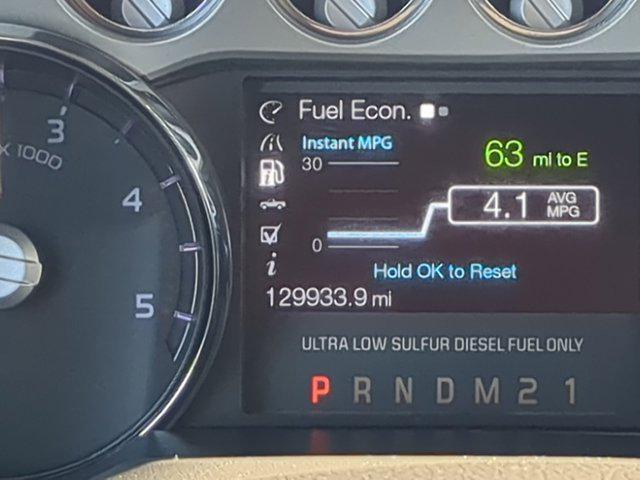 Fuel Econ.
Instant MPG
30
0
63 mi to E
4.1 AVG MPG
Hold OK to Reset
129933.9 mi
ULTRA LOW SULFUR DIESEL FUEL ONLY
P R N D M 2 1
3
X 1000
4
5
i